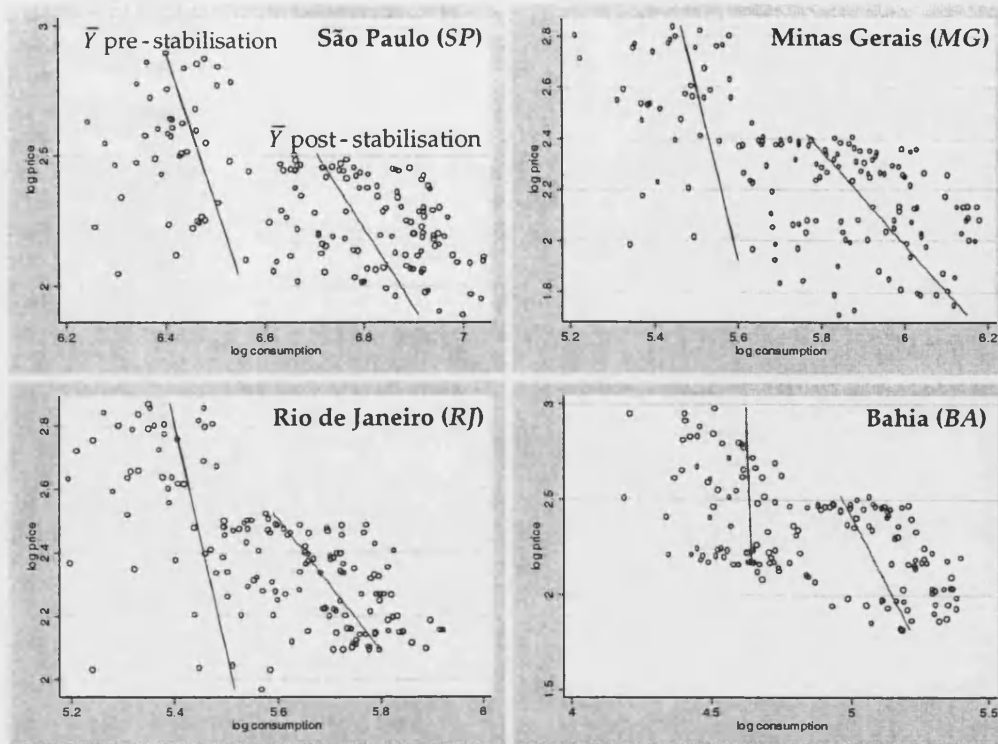 Ȳ pre-stabilisation
São Paulo (SP)
Ȳ post-stabilisation
log price
3
2.5
2
6.2 6.4 6.6 6.8 7
log consumption
Minas Gerais (MG)
log price
2.8
2.6
2.4
2.2
2
1.8
5.2 5.4 5.6 5.8 6 6.2
log consumption
Rio de Janeiro (RJ)
log price
2.8
2.6
2.4
2.2
2
5.2 5.4 5.6 5.8 6
log consumption
Bahia (BA)
log price
3
2.5
2
1.5
4 4.5 5 5.5
log consumption